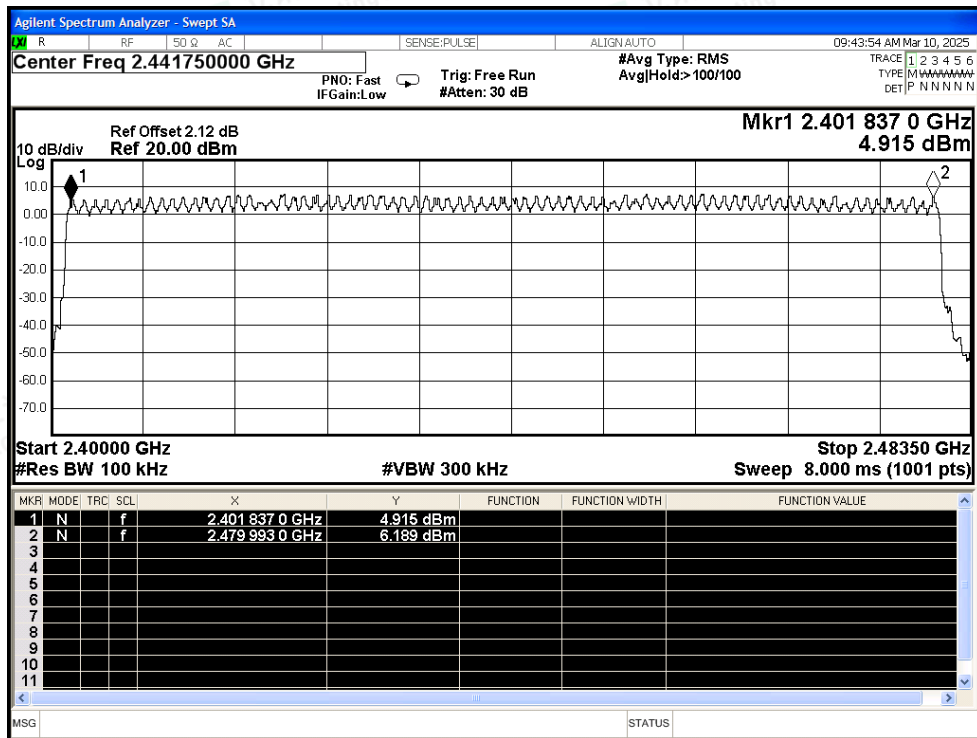 Agilent Spectrum Analyzer - Swept SA
LXI R RF 50 Ω AC SENSE:PULSE ALIGN AUTO 09:43:54 AM Mar 10, 2025
Center Freq 2.441750000 GHz
PNO: Fast
IFGain:Low
Trig: Free Run
#Atten: 30 dB
#Avg Type: RMS
Avg|Hold:>100/100
TRACE 1 2 3 4 5 6
TYPE M WWWWW
DET P N N N N N
Mkr1 2.401 837 0 GHz
4.915 dBm
Ref Offset 2.12 dB
10 dB/div Ref 20.00 dBm
Log
1
2
10.0
0.00
-10.0
-20.0
-30.0
-40.0
-50.0
-60.0
-70.0
Start 2.40000 GHz Stop 2.48350 GHz
#Res BW 100 kHz #VBW 300 kHz Sweep 8.000 ms (1001 pts)
MKR MODE TRC SCL X Y FUNCTION FUNCTION WIDTH FUNCTION VALUE
1 N f 2.401 837 0 GHz 4.915 dBm
2 N f 2.479 993 0 GHz 6.189 dBm
3
4
5
6
7
8
9
10
11
MSG STATUS